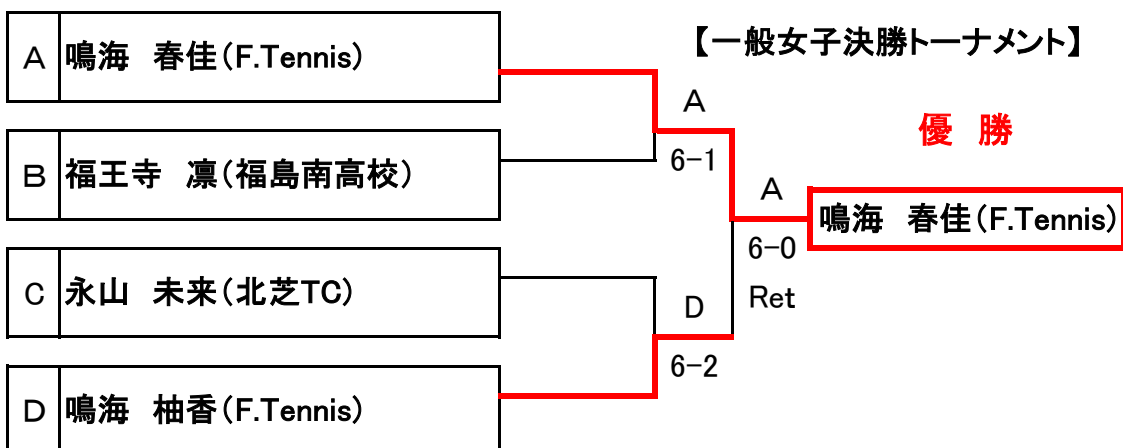 【一般女子決勝トーナメント】
A 鳴海　春佳(F.Tennis)
B 福王寺　凛(福島南高校)
C 永山　未来(北芝TC)
D 鳴海　柚香(F.Tennis)
A
6-1
D
6-2
A
6-0
Ret
優　勝
鳴海　春佳(F.Tennis)